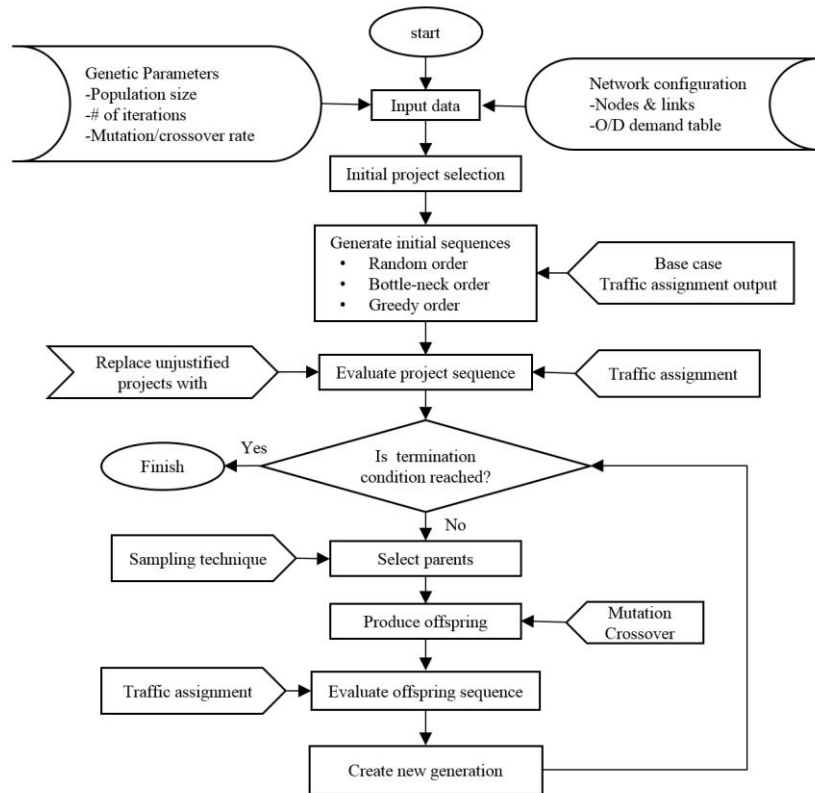 start
Genetic Parameters
-Population size
-# of iterations
-Mutation/crossover rate
Input data
Network configuration
-Nodes & links
-O/D demand table
Initial project selection
Generate initial sequences
• Random order
• Bottle-neck order
• Greedy order
Base case
Traffic assignment output
Replace unjustified
projects with
Evaluate project sequence
Traffic assignment
Yes
Finish
Is termination
condition reached?
No
Sampling technique
Select parents
Produce offspring
Mutation
Crossover
Traffic assignment
Evaluate offspring sequence
Create new generation